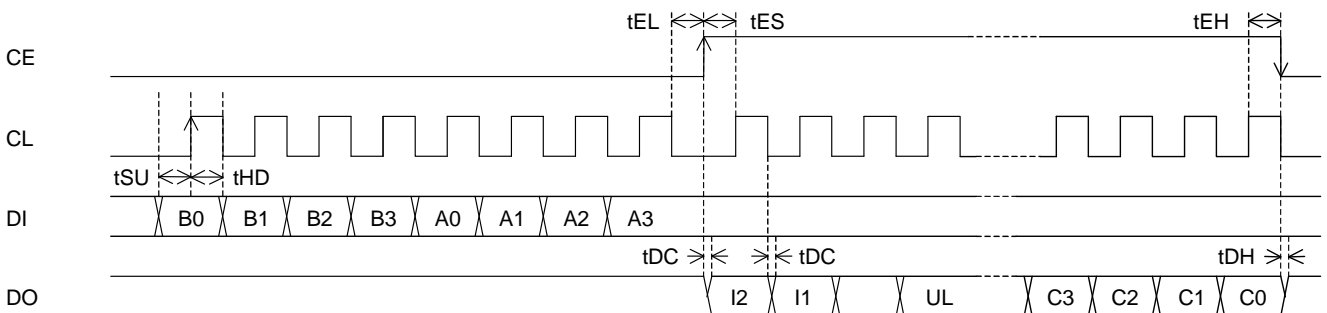 tEL tES tEH
CE
CL
tSU tHD
DI B0 B1 B2 B3 A0 A1 A2 A3
tDC tDC tDH
DO I2 I1 UL C3 C2 C1 C0